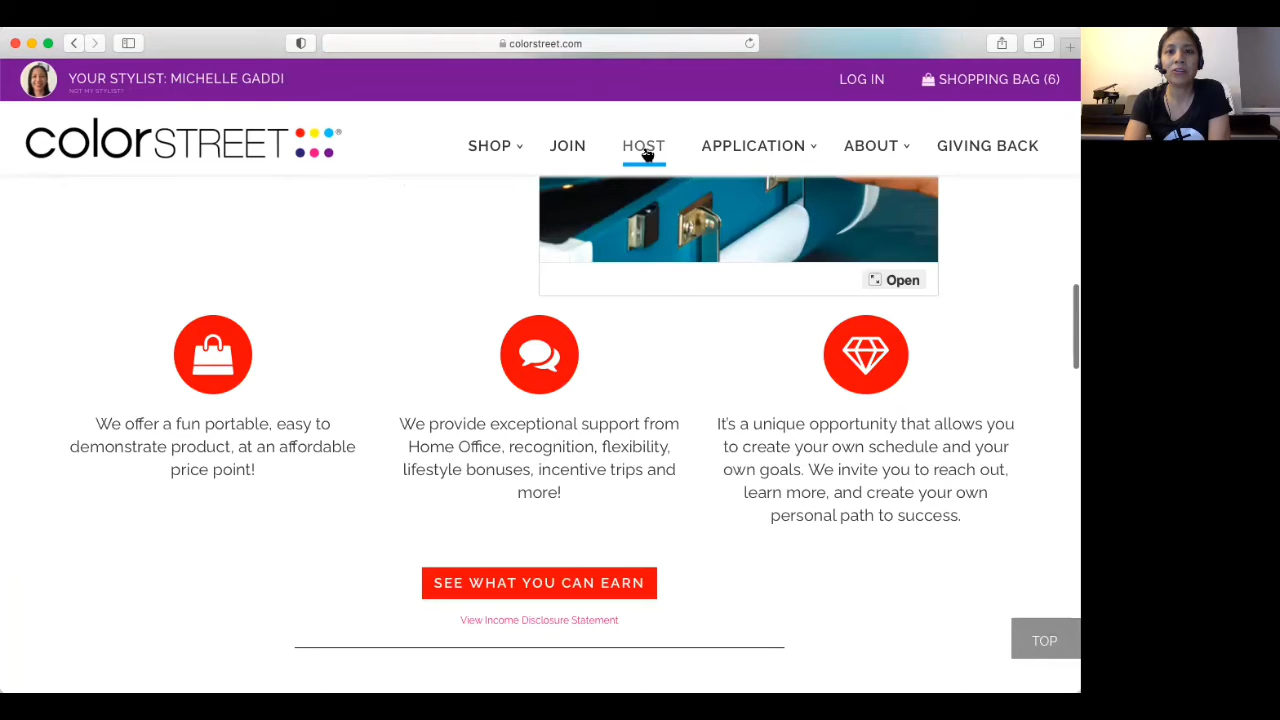 colorstreet.com
YOUR STYLIST: MICHELLE GADDI
NOT MY STYLIST?
LOG IN
SHOPPING BAG (6)
colorSTREET®
SHOP
JOIN
HOST
APPLICATION
ABOUT
GIVING BACK
Open
We offer a fun portable, easy to
demonstrate product, at an affordable
price point!
We provide exceptional support from
Home Office, recognition, flexibility,
lifestyle bonuses, incentive trips and
more!
It's a unique opportunity that allows you
to create your own schedule and your
own goals. We invite you to reach out,
learn more, and create your own
personal path to success.
SEE WHAT YOU CAN EARN
View Income Disclosure Statement
TOP